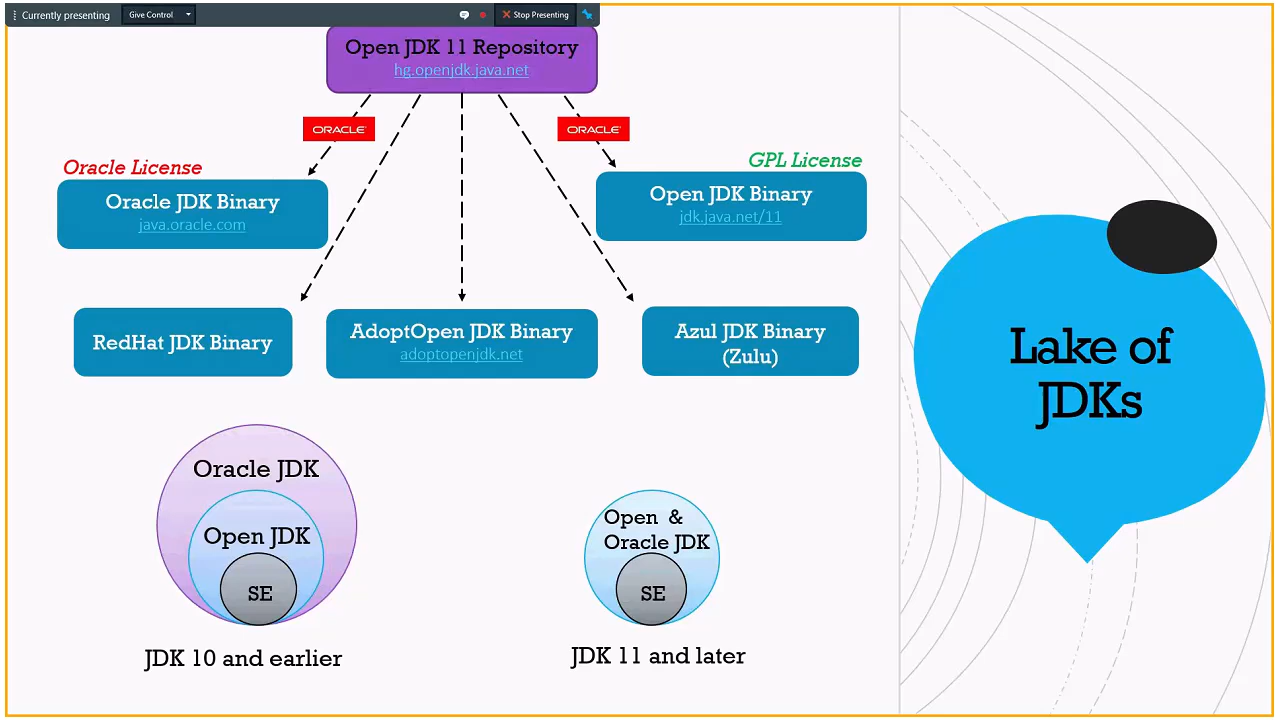 Currently presenting
Give Control
Stop Presenting
Open JDK 11 Repository
hg.openjdk.java.net
ORACLE
ORACLE
Oracle License
GPL License
Oracle JDK Binary
java.oracle.com
Open JDK Binary
jdk.java.net/11
RedHat JDK Binary
AdoptOpen JDK Binary
adoptopenjdk.net
Azul JDK Binary
(Zulu)
Lake of
JDKs
Oracle JDK
Open JDK
SE
JDK 10 and earlier
Open &
Oracle JDK
SE
JDK 11 and later